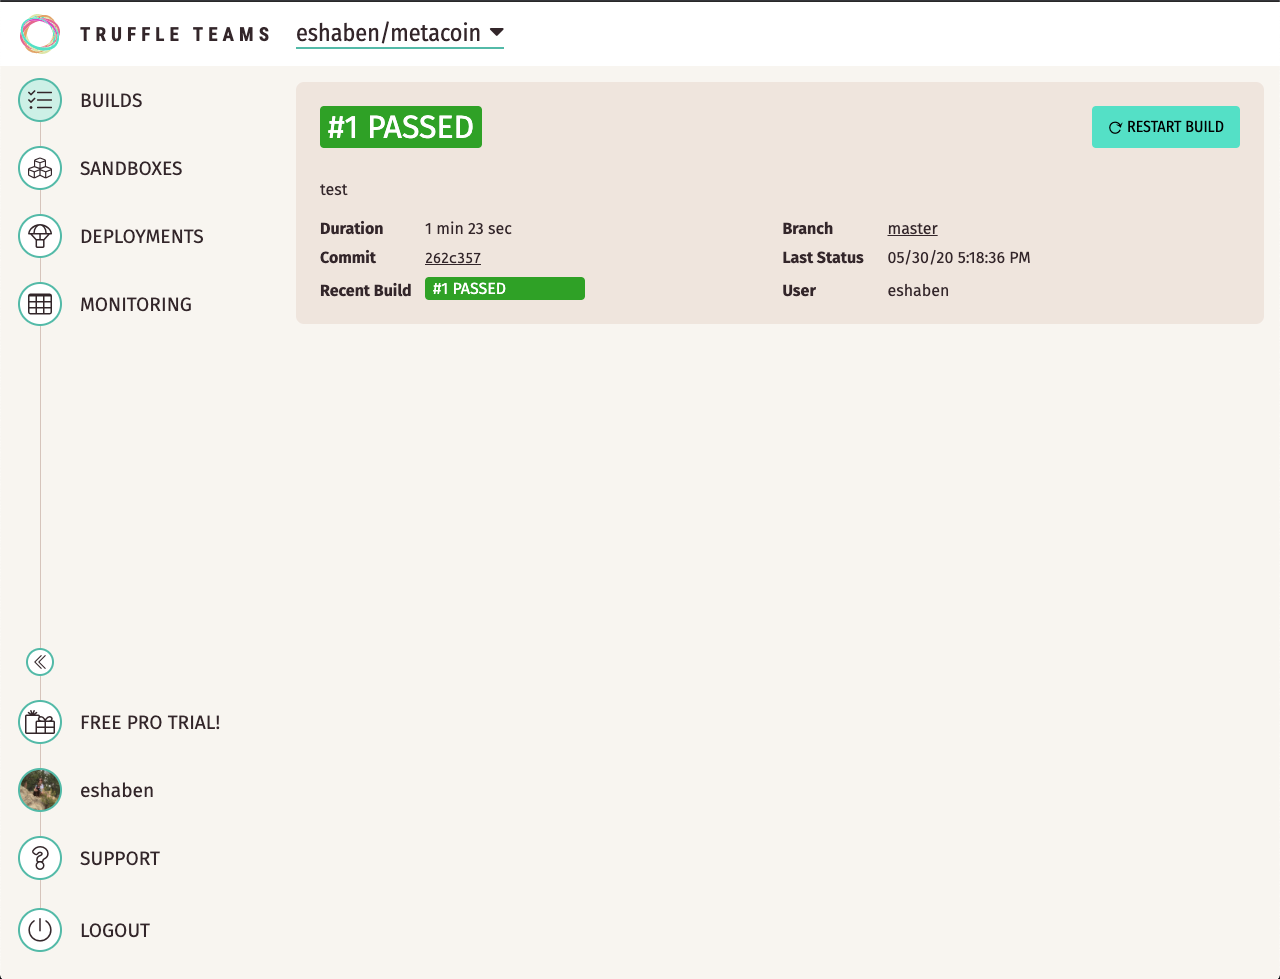 TRUFFLE TEAMS
eshaben/metacoin
BUILDS
SANDBOXES
DEPLOYMENTS
MONITORING
FREE PRO TRIAL!
eshaben
SUPPORT
LOGOUT
#1 PASSED
RESTART BUILD
test
Duration 1 min 23 sec
Commit 262c357
Recent Build #1 PASSED
Branch master
Last Status 05/30/20 5:18:36 PM
User eshaben